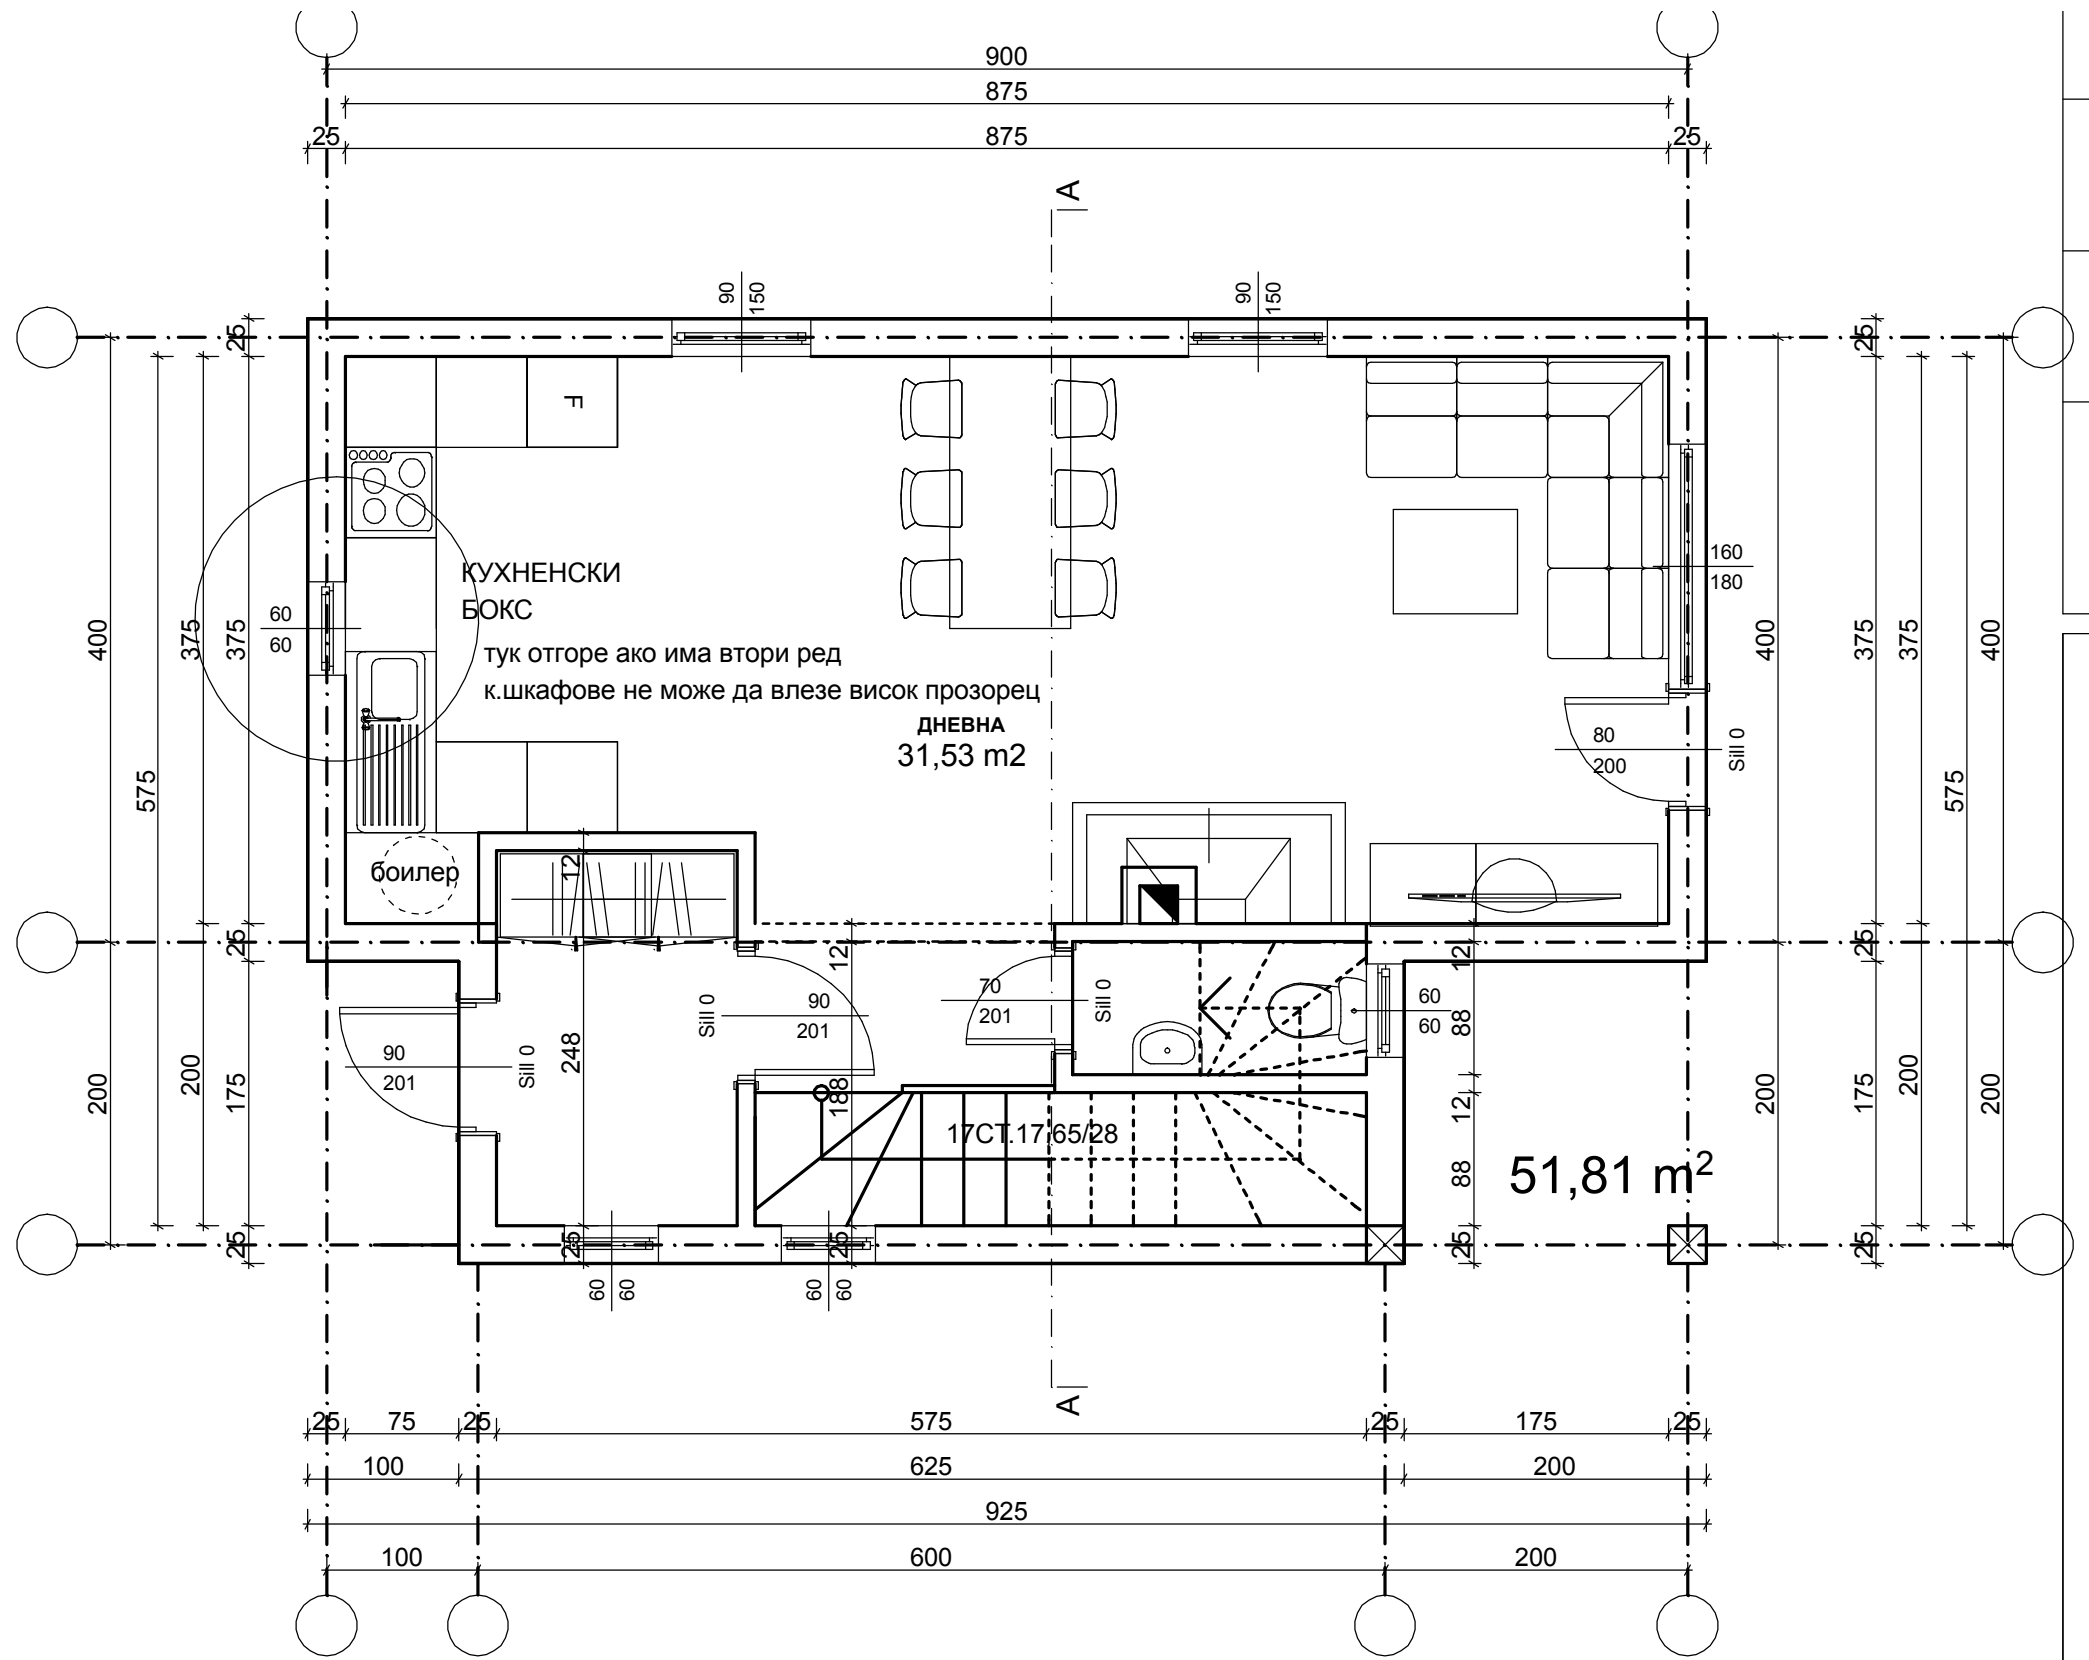 900
875
25 875 25
A
90 150
90 150
25
25
F
КУХНЕНСКИ
БОКС
60
60
160
180
тук отгоре ако има втори ред
к.шкафове не може да влезе висок прозорец
ДНЕВНА
31,53 m2
400
575
375
375
400
375
375
575
400
80
200
Sill 0
боилер
12
25
25
12
12
70
201
Sill 0
90
201
Sill 0
60
60
88
248
90
201
Sill 0
200
200
175
200
175
200
200
188
12
17СТ.17,65/28
88
51,81 m²
25
25
25
25
25
60 60
60 60
A
25 75 25 575 25 175 25
100 625 200
925
100 600 200